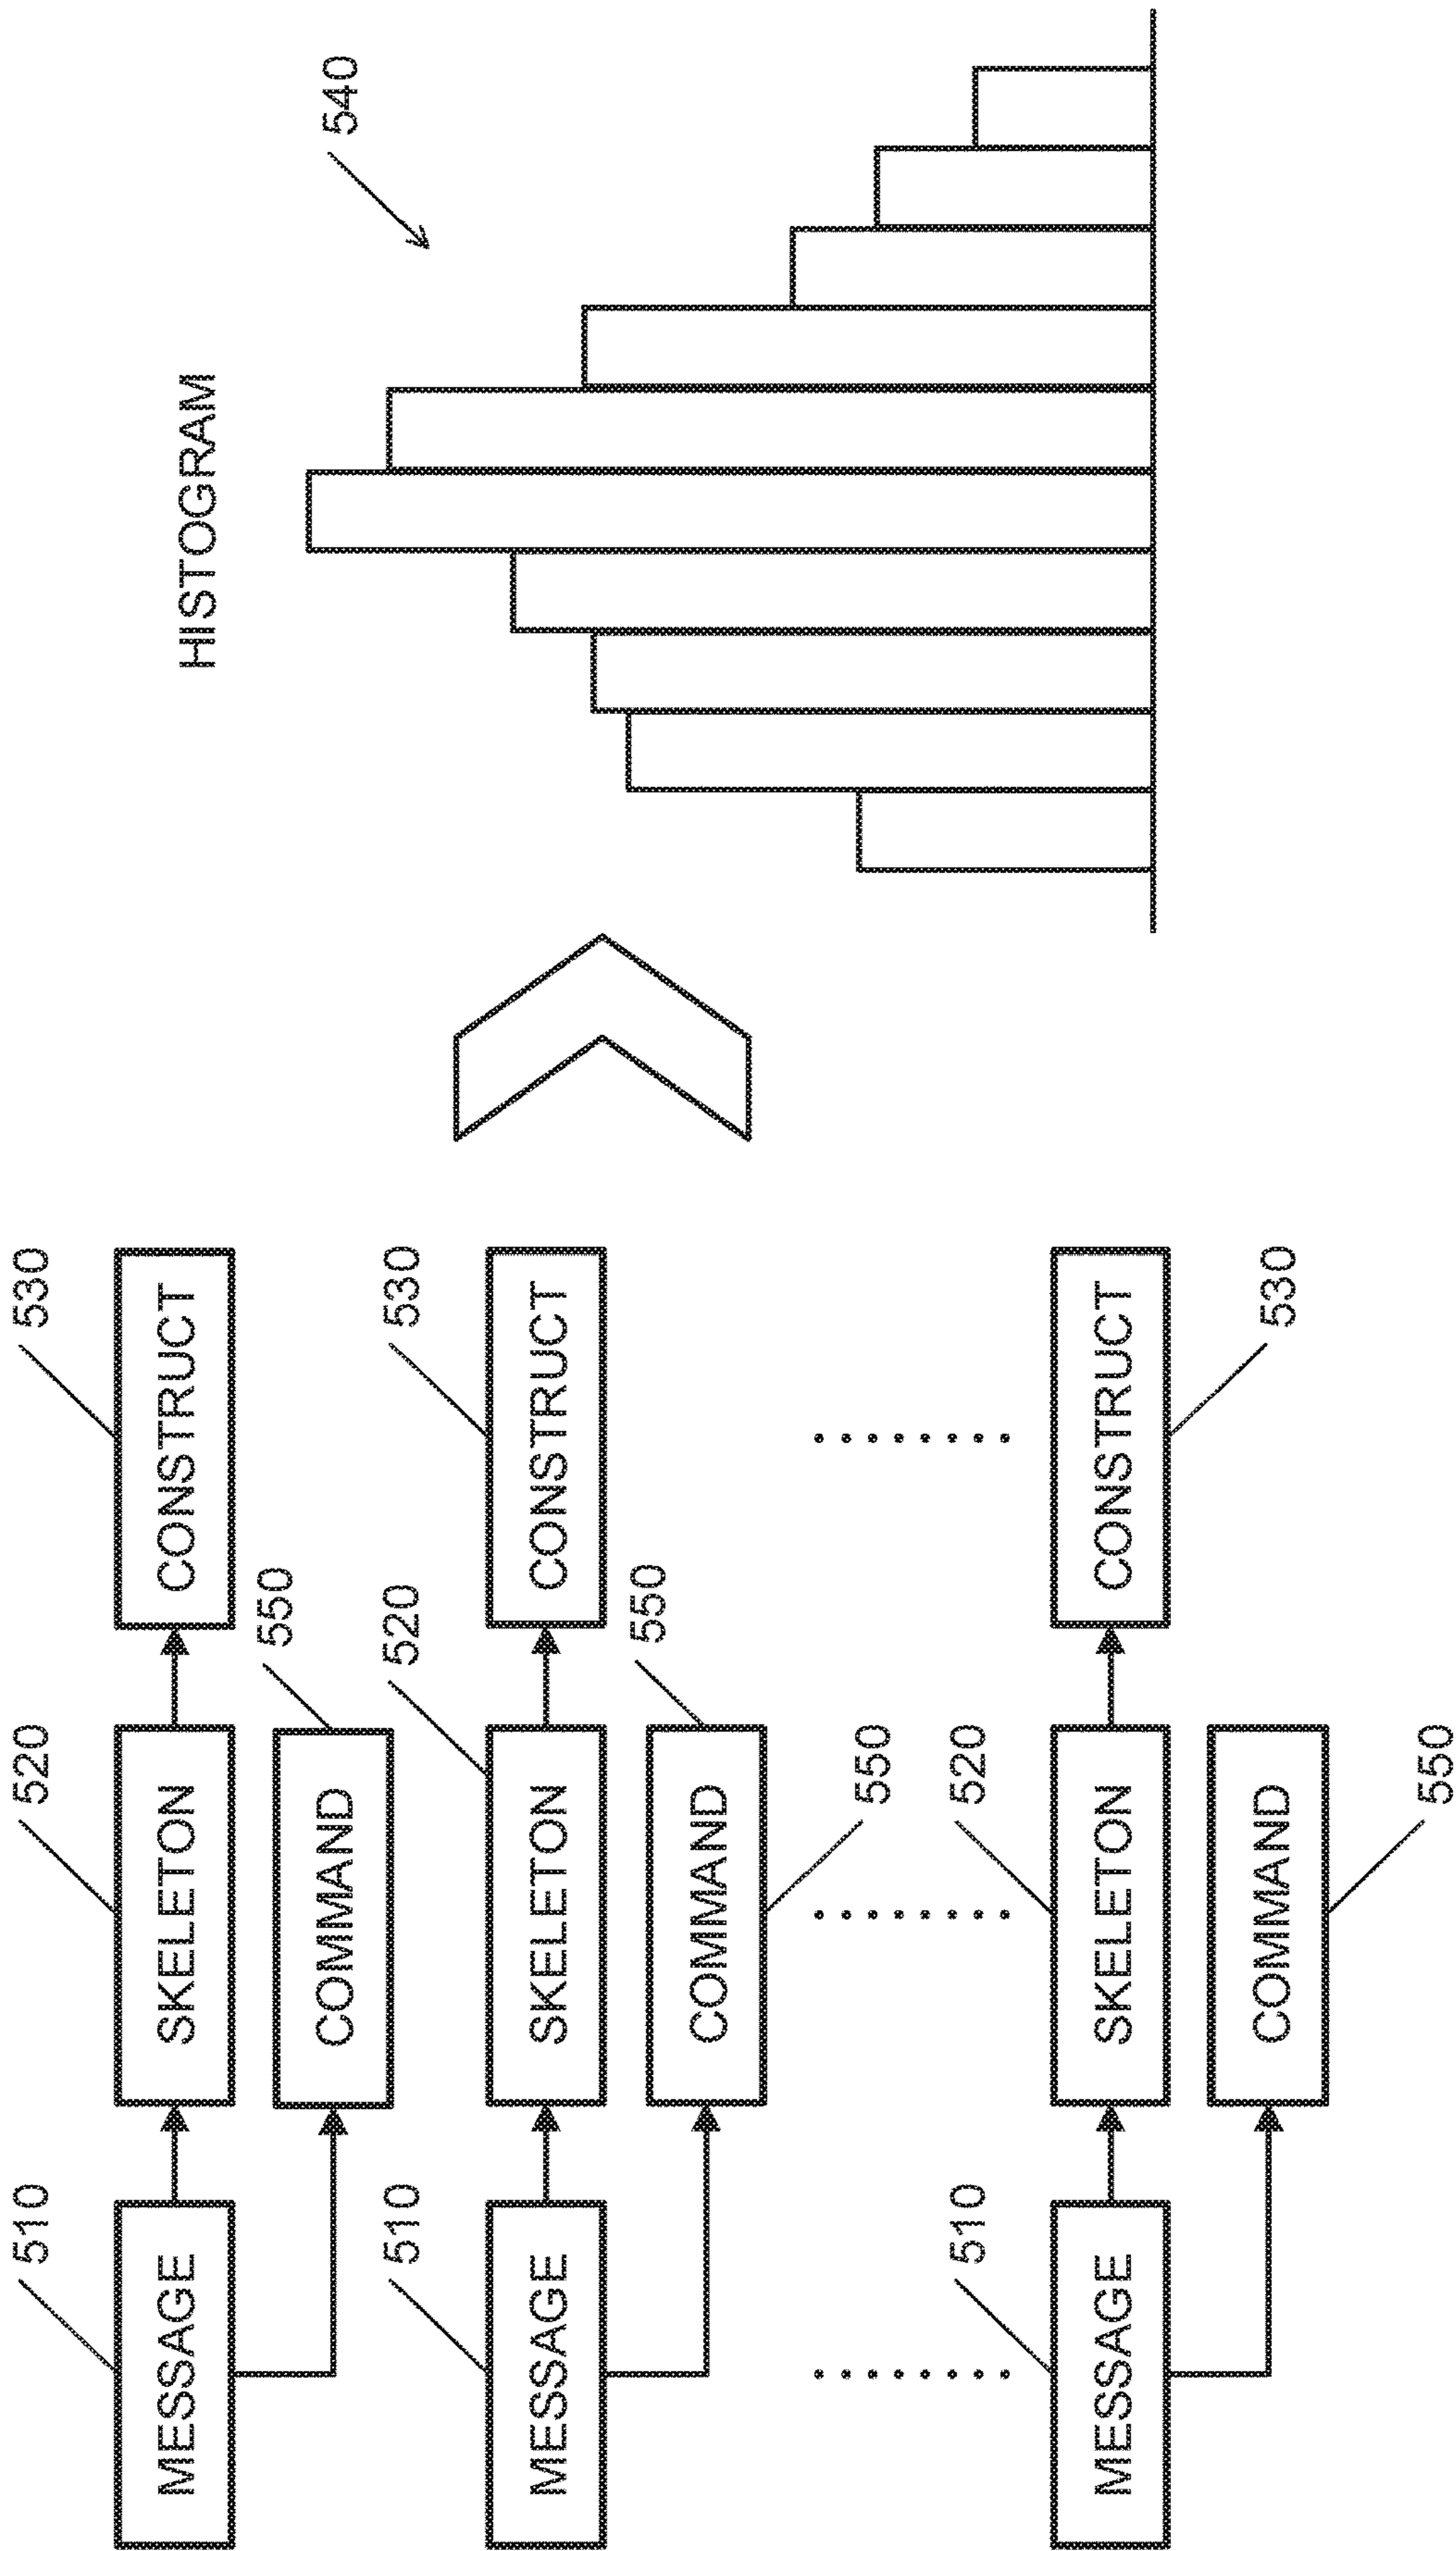 HISTOGRAM
510
520
530
540
MESSAGE
SKELETON
CONSTRUCT
550
COMMAND
510
520
530
MESSAGE
SKELETON
CONSTRUCT
550
COMMAND
550
510
520
MESSAGE
SKELETON
CONSTRUCT
530
COMMAND
550